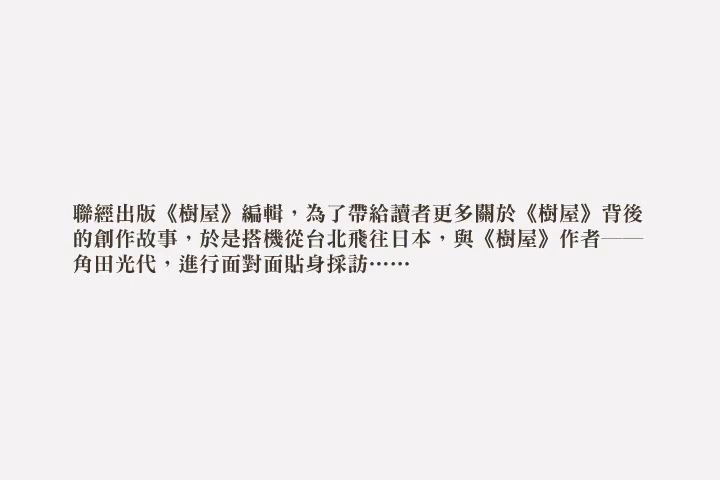 聯經出版《樹屋》編輯，為了帶給讀者更多關於《樹屋》背後
的創作故事，於是搭機從台北飛往日本，與《樹屋》作者——
角田光代，進行面對面貼身採訪……